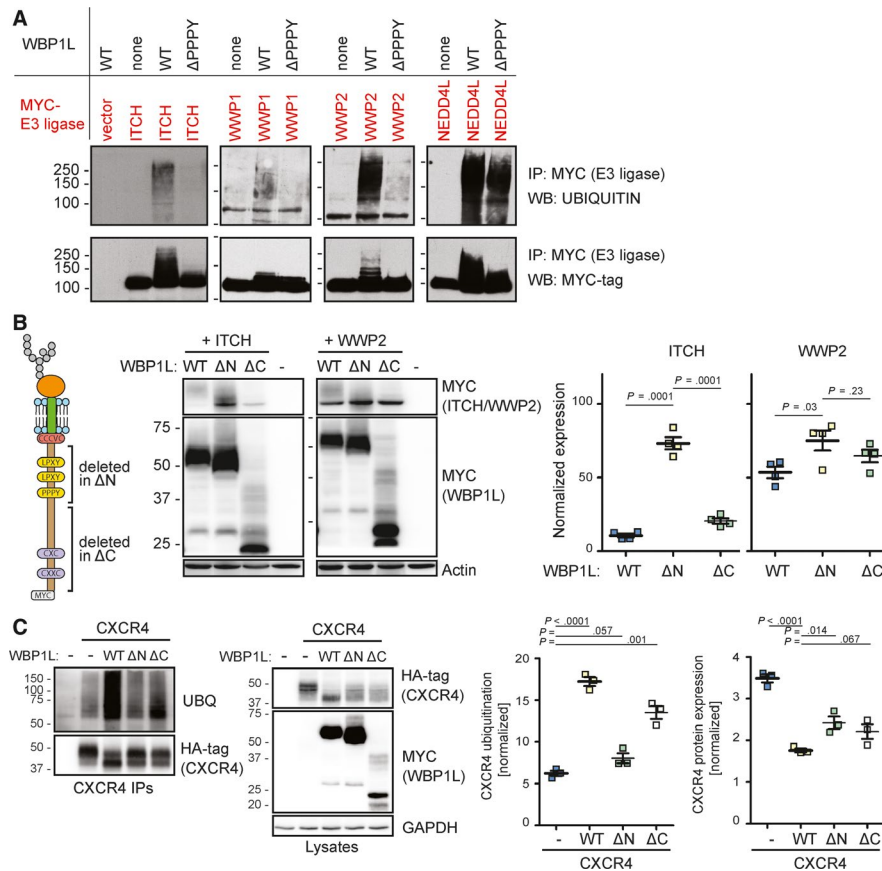 A
WBP1L
WT
none
WT
ΔPPPY
none
WT
ΔPPPY
none
WT
ΔPPPY
none
WT
ΔPPPY
MYC-
E3 ligase
vector
ITCH
ITCH
ITCH
WWP1
WWP1
WWP1
WWP2
WWP2
WWP2
NEDD4L
NEDD4L
NEDD4L
250 -
150 -
100 -
IP: MYC (E3 ligase)
WB: UBIQUITIN
250 -
150 -
100 -
IP: MYC (E3 ligase)
WB: MYC-tag
B
CCCVC
LPXY
LPXY
PPPY
deleted
in ΔN
CXC
CXXC
deleted
in ΔC
MYC
+ ITCH
+ WWP2
WBP1L: WT ΔN ΔC -
WT ΔN ΔC -
MYC
(ITCH/WWP2)
75 -
50 -
37 -
25 -
MYC
(WBP1L)
Actin
ITCH
WWP2
P = .0001
P = .0001
P = .03
P = .23
Normalized expression
100
50
0
WBP1L: WT ΔN ΔC
WT ΔN ΔC
C
CXCR4
WBP1L: - - WT ΔN ΔC
150 -
100 -
75 -
50 -
UBQ
50 -
37 -
HA-tag
(CXCR4)
CXCR4 IPs
CXCR4
WBP1L: - - WT ΔN ΔC
50 -
37 -
HA-tag
(CXCR4)
75 -
50 -
37 -
25 -
20 -
MYC
(WBP1L)
GAPDH
Lysates
P < .0001
P = .057
P = .001
CXCR4 ubiquitination
[normalized]
20
15
10
5
0
- WT ΔN ΔC
CXCR4
P < .0001
P = .014
P = .067
CXCR4 protein expression
[normalized]
4
3
2
1
0
- WT ΔN ΔC
CXCR4